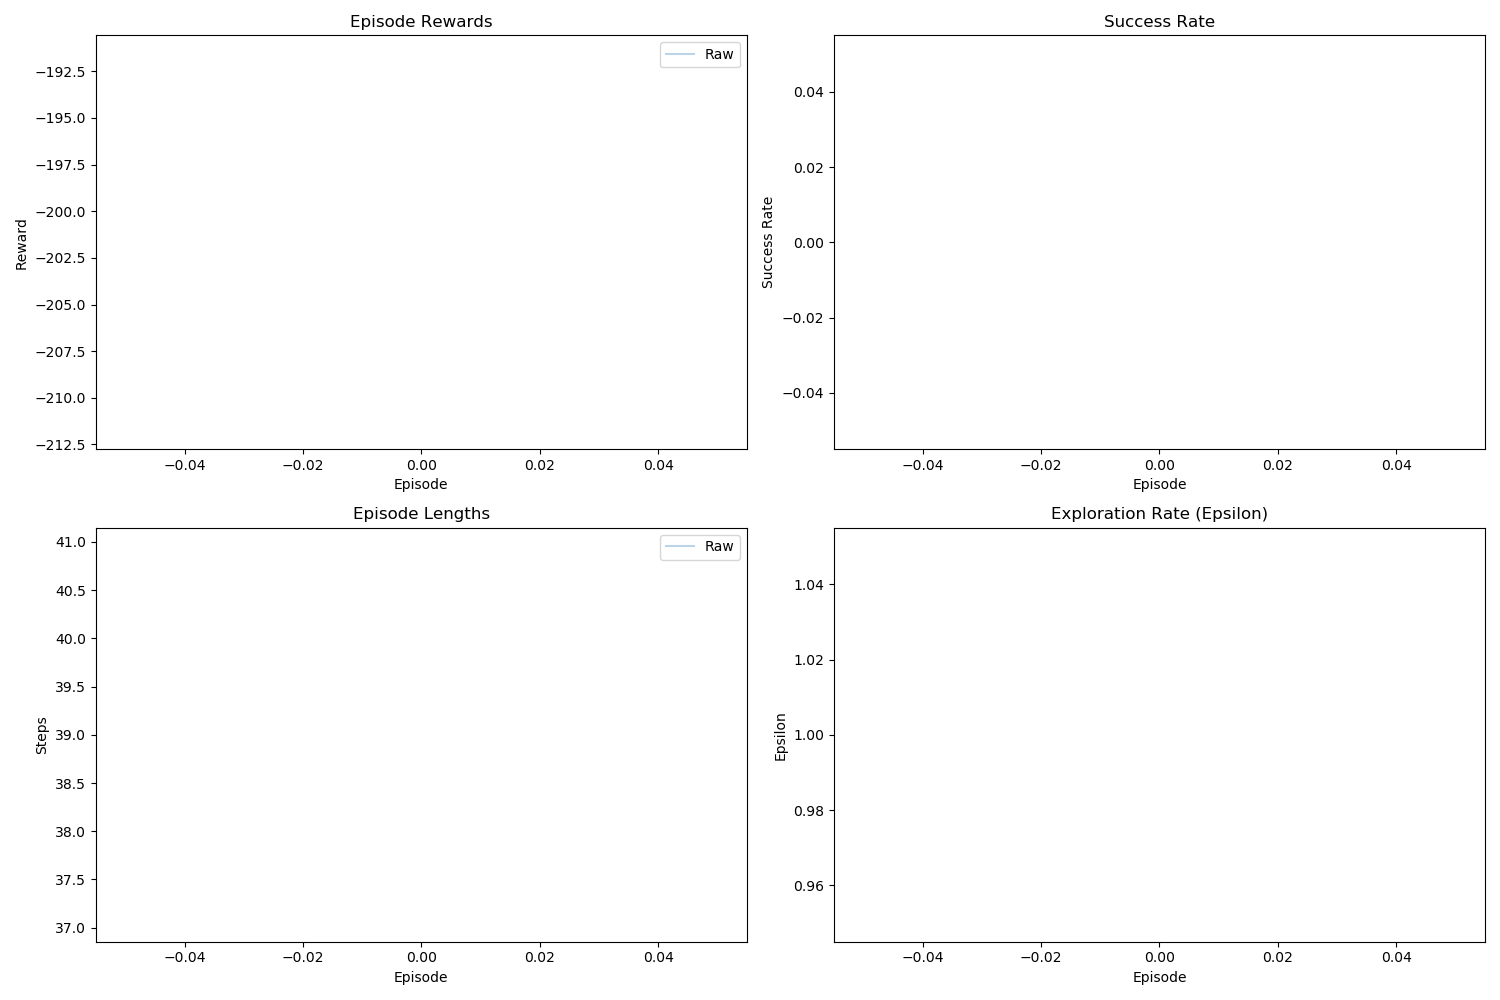 Episode Rewards
Raw
−192.5
−195.0
−197.5
−200.0
−202.5
−205.0
−207.5
−210.0
−212.5
Reward
−0.04 −0.02 0.00 0.02 0.04
Episode
Success Rate
0.04
0.02
0.00
−0.02
−0.04
Success Rate
−0.04 −0.02 0.00 0.02 0.04
Episode
Episode Lengths
Raw
41.0
40.5
40.0
39.5
39.0
38.5
38.0
37.5
37.0
Steps
−0.04 −0.02 0.00 0.02 0.04
Episode
Exploration Rate (Epsilon)
1.04
1.02
1.00
0.98
0.96
Epsilon
−0.04 −0.02 0.00 0.02 0.04
Episode